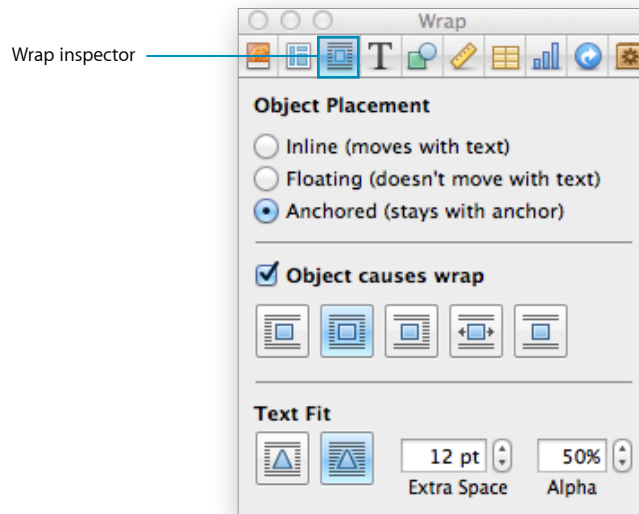 Wrap
Wrap inspector
T
Object Placement
Inline (moves with text)
Floating (doesn't move with text)
Anchored (stays with anchor)
Object causes wrap
Text Fit
12 pt
50%
Extra Space
Alpha